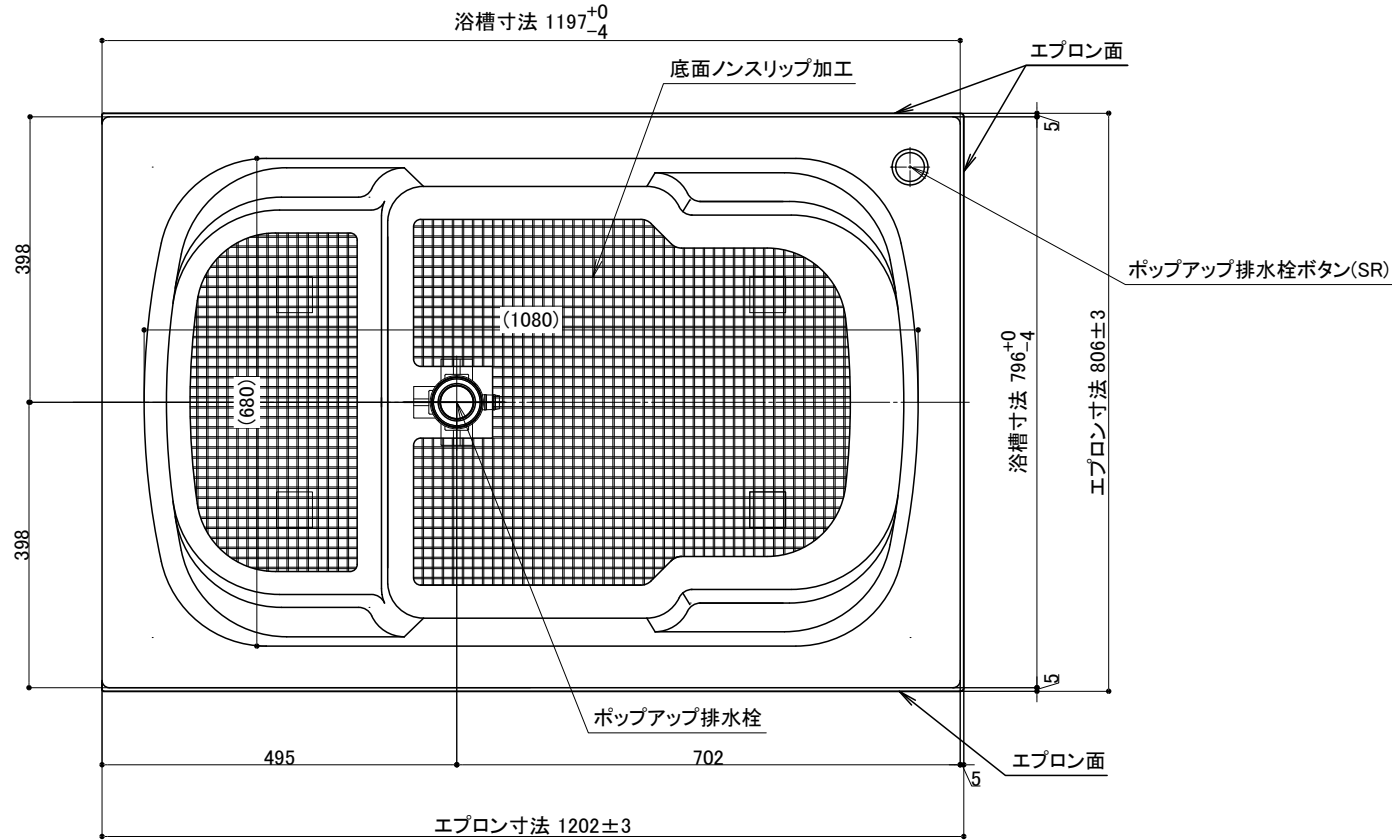 浴槽寸法 1197+0 -4
エプロン面
底面ノンスリップ加工
5
398
ポップアップ排水栓ボタン(SR)
(1080)
(680)
浴槽寸法 796+0 -4
エプロン寸法 806±3
398
5
ポップアップ排水栓
495
702
エプロン面
5
エプロン寸法 1202±3